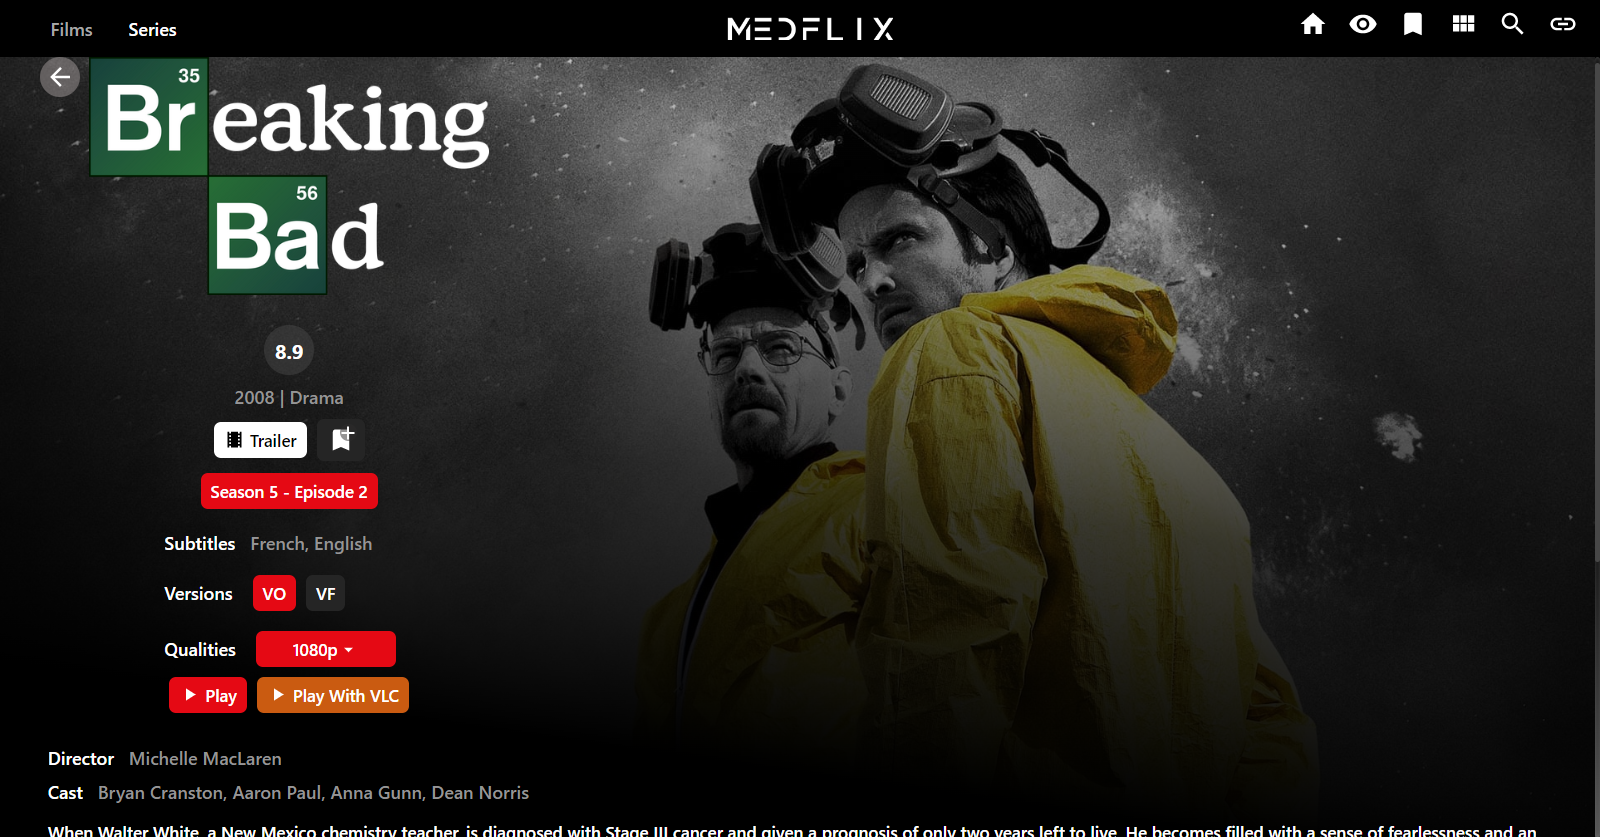 Films Series MEDFLIX
35
Breaking
56
Bad
8.9
2008 | Drama
Trailer
Season 5 - Episode 2
Subtitles French, English
Versions VO VF
Qualities 1080p
Play Play With VLC
Director Michelle MacLaren
Cast Bryan Cranston, Aaron Paul, Anna Gunn, Dean Norris
When Walter White, a New Mexico chemistry teacher, is diagnosed with Stage III cancer and given a prognosis of only two years left to live. He becomes filled with a sense of fearlessness and an